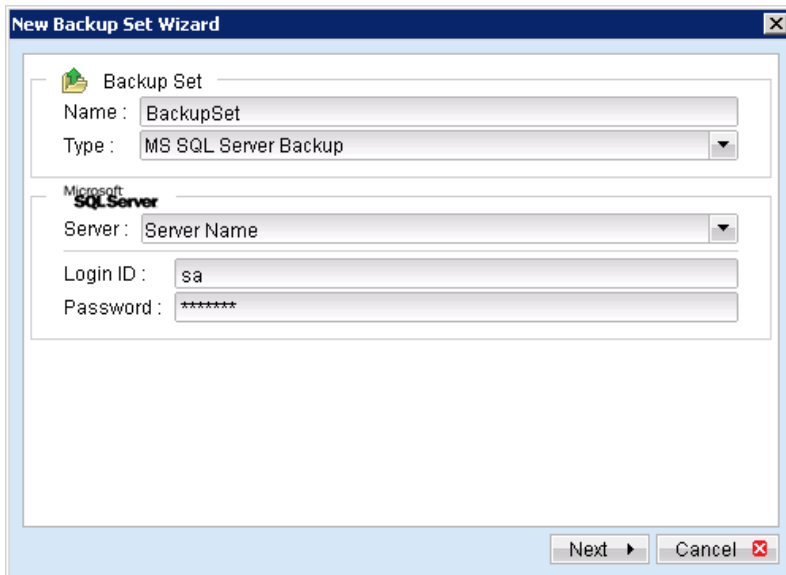 New Backup Set Wizard
Backup Set
Name : BackupSet
Type : MS SQL Server Backup
Microsoft
SQL Server
Server : Server Name
Login ID : sa
Password : *******
Next Cancel